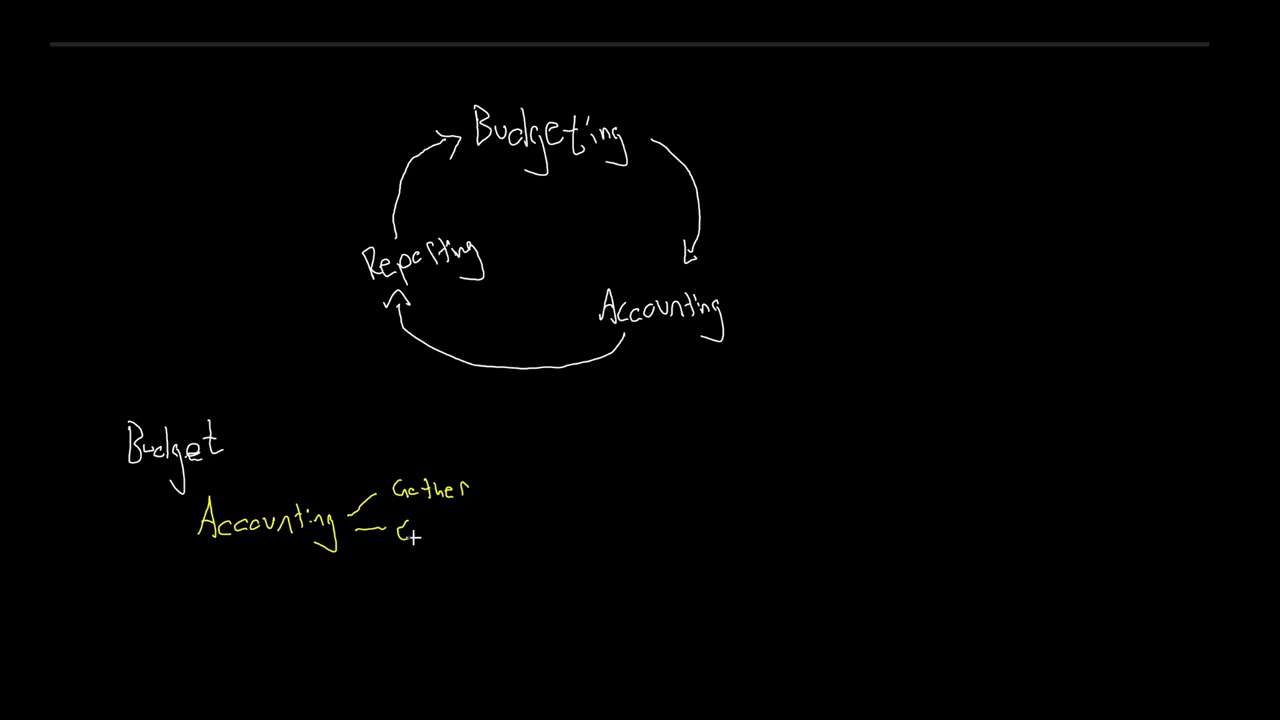 Budgeting
Reporting
Accounting
Budget
Accounting
Gather